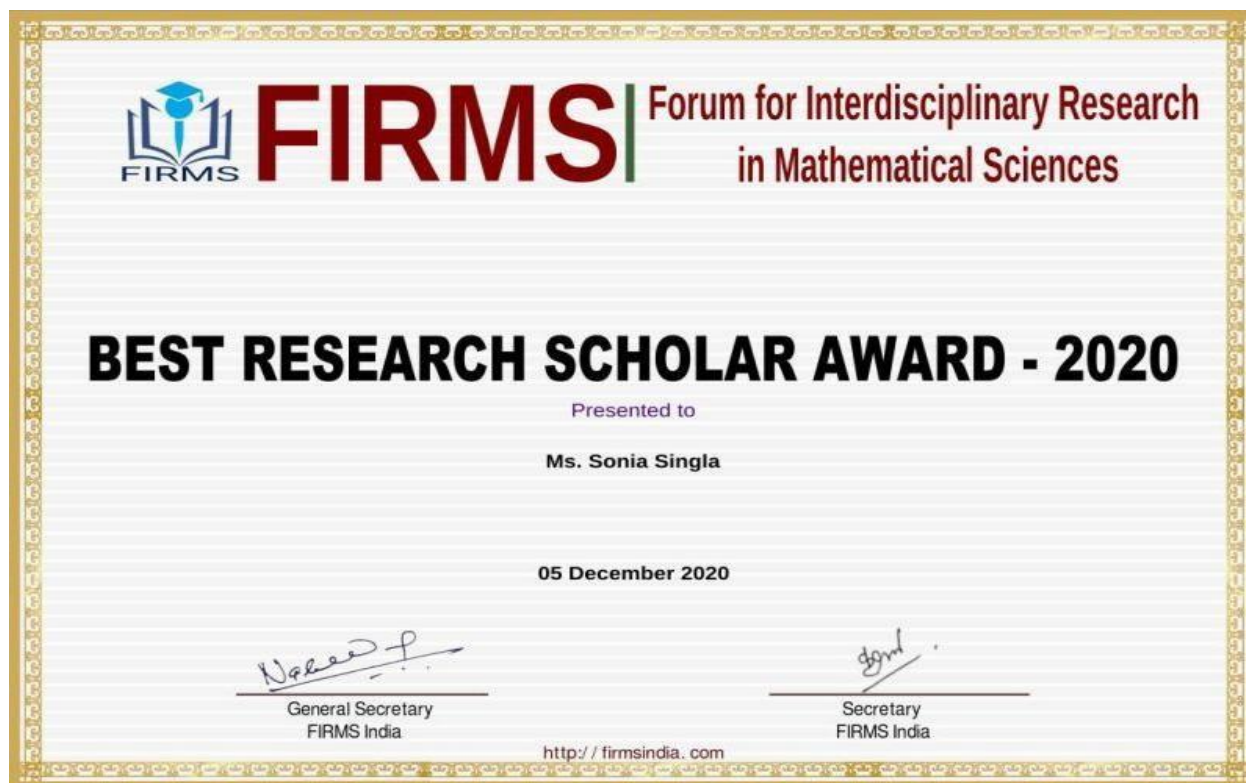 FIRMS
FIRMS
Forum for Interdisciplinary Research
in Mathematical Sciences
BEST RESEARCH SCHOLAR AWARD - 2020
Presented to
Ms. Sonia Singla
05 December 2020
General Secretary
FIRMS India
Secretary
FIRMS India
http:/ / firmsindia. com